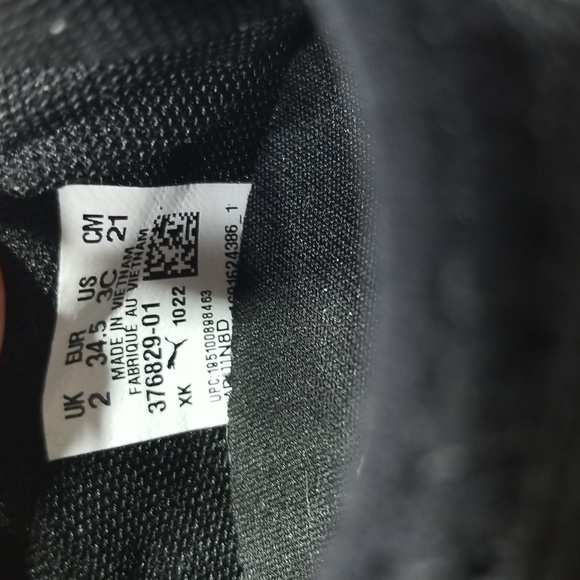 UK EUR US CM
2 34.5 3C 21
MADE IN VIETNAM
FABRIQUE AU VIETNAM
376829-01
XK 1022
UPC:195100898463